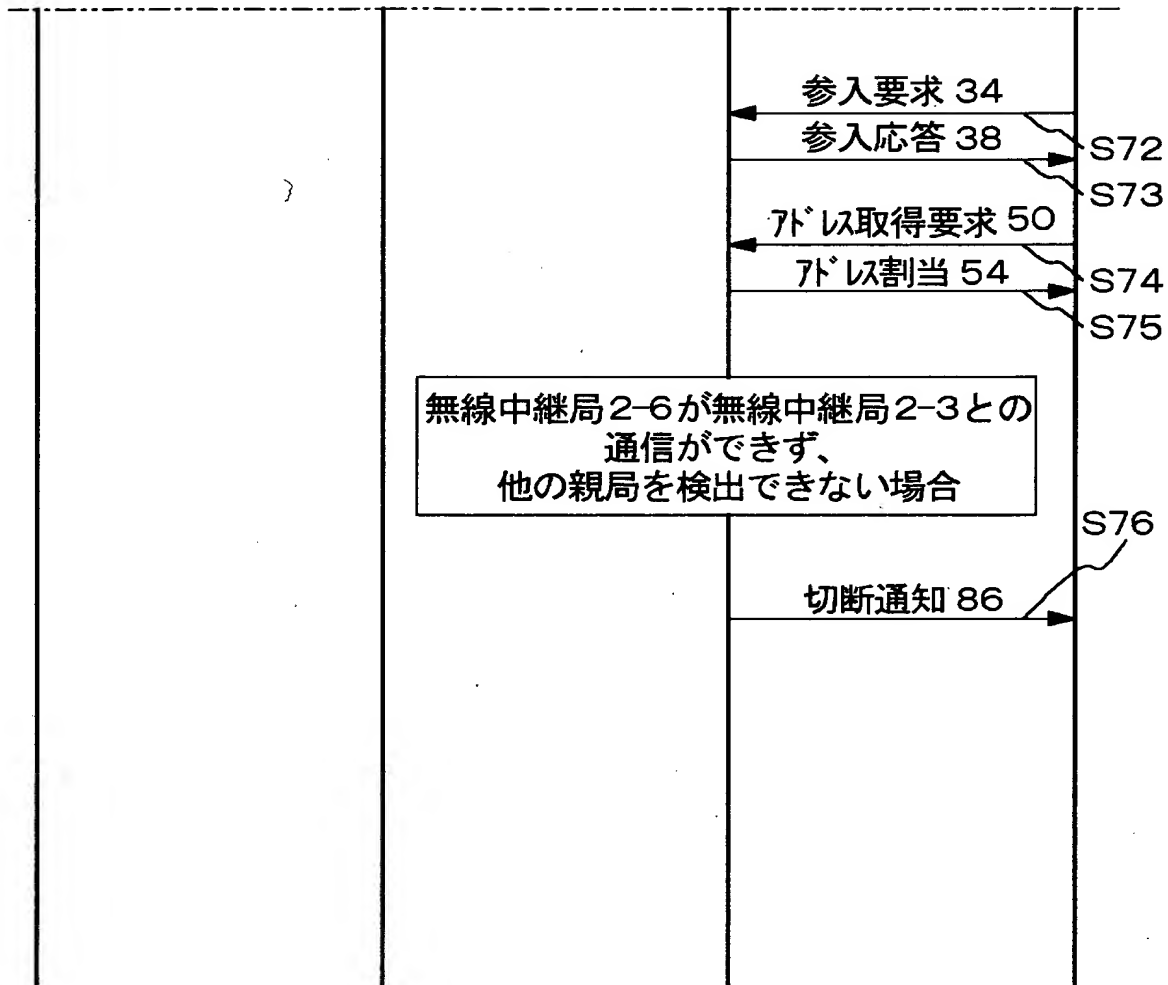 参入要求 34
参入応答 38
S72
S73
アドレス取得要求 50
アドレス割当 54
S74
S75
無線中継局2-6が無線中継局2-3との
通信ができず、
他の親局を検出できない場合
S76
切断通知 86